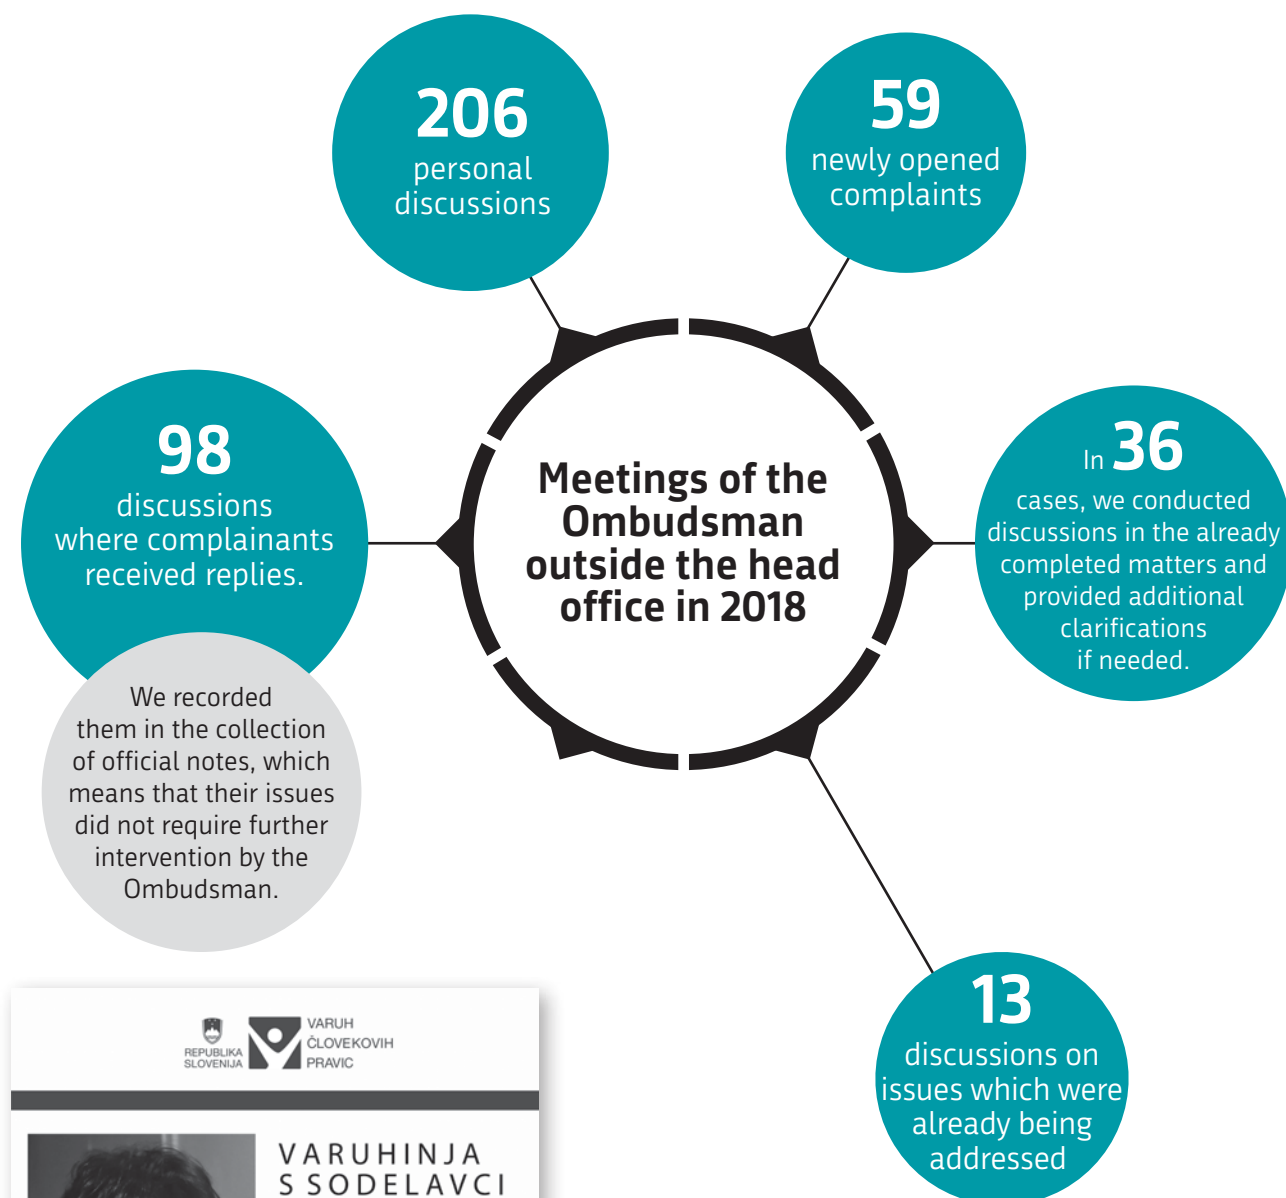 206
personal
discussions
59
newly opened
complaints
98
discussions
where complainants
received replies.
We recorded
them in the collection
of official notes, which
means that their issues
did not require further
intervention by the
Ombudsman.
Meetings of the
Ombudsman
outside the head
office in 2018
In 36
cases, we conducted
discussions in the already
completed matters and
provided additional
clarifications
if needed.
13
discussions on
issues which were
already being
addressed
REPUBLIKA
SLOVENIJA
VARUH
ČLOVEKOVIH
PRAVIC
VARUHINJA
S SODELAVCI